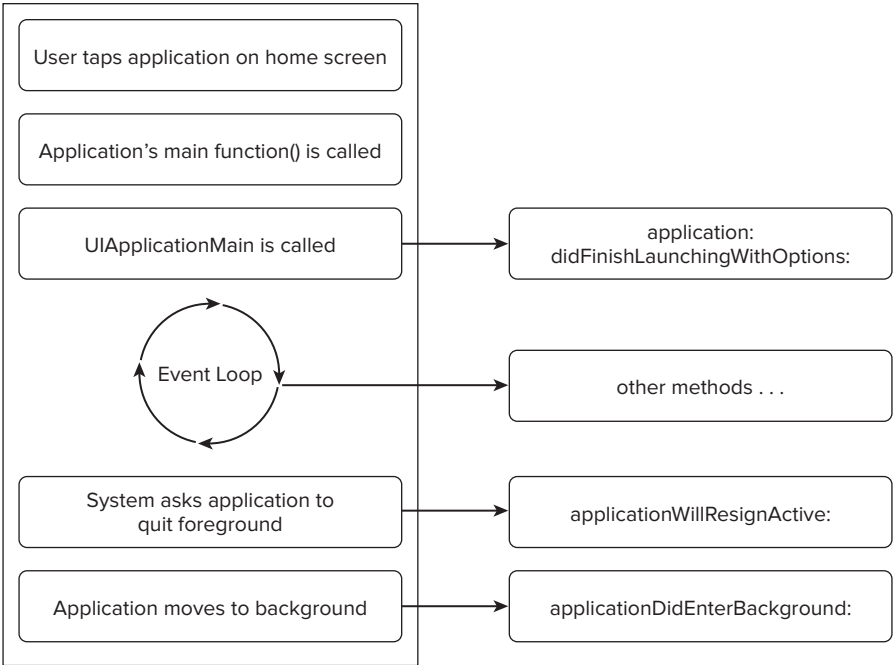 User taps application on home screen
Application’s main function() is called
UIApplicationMain is called
application:
didFinishLaunchingWithOptions:
Event Loop
other methods . . .
System asks application to
quit foreground
applicationWillResignActive:
Application moves to background
applicationDidEnterBackground: